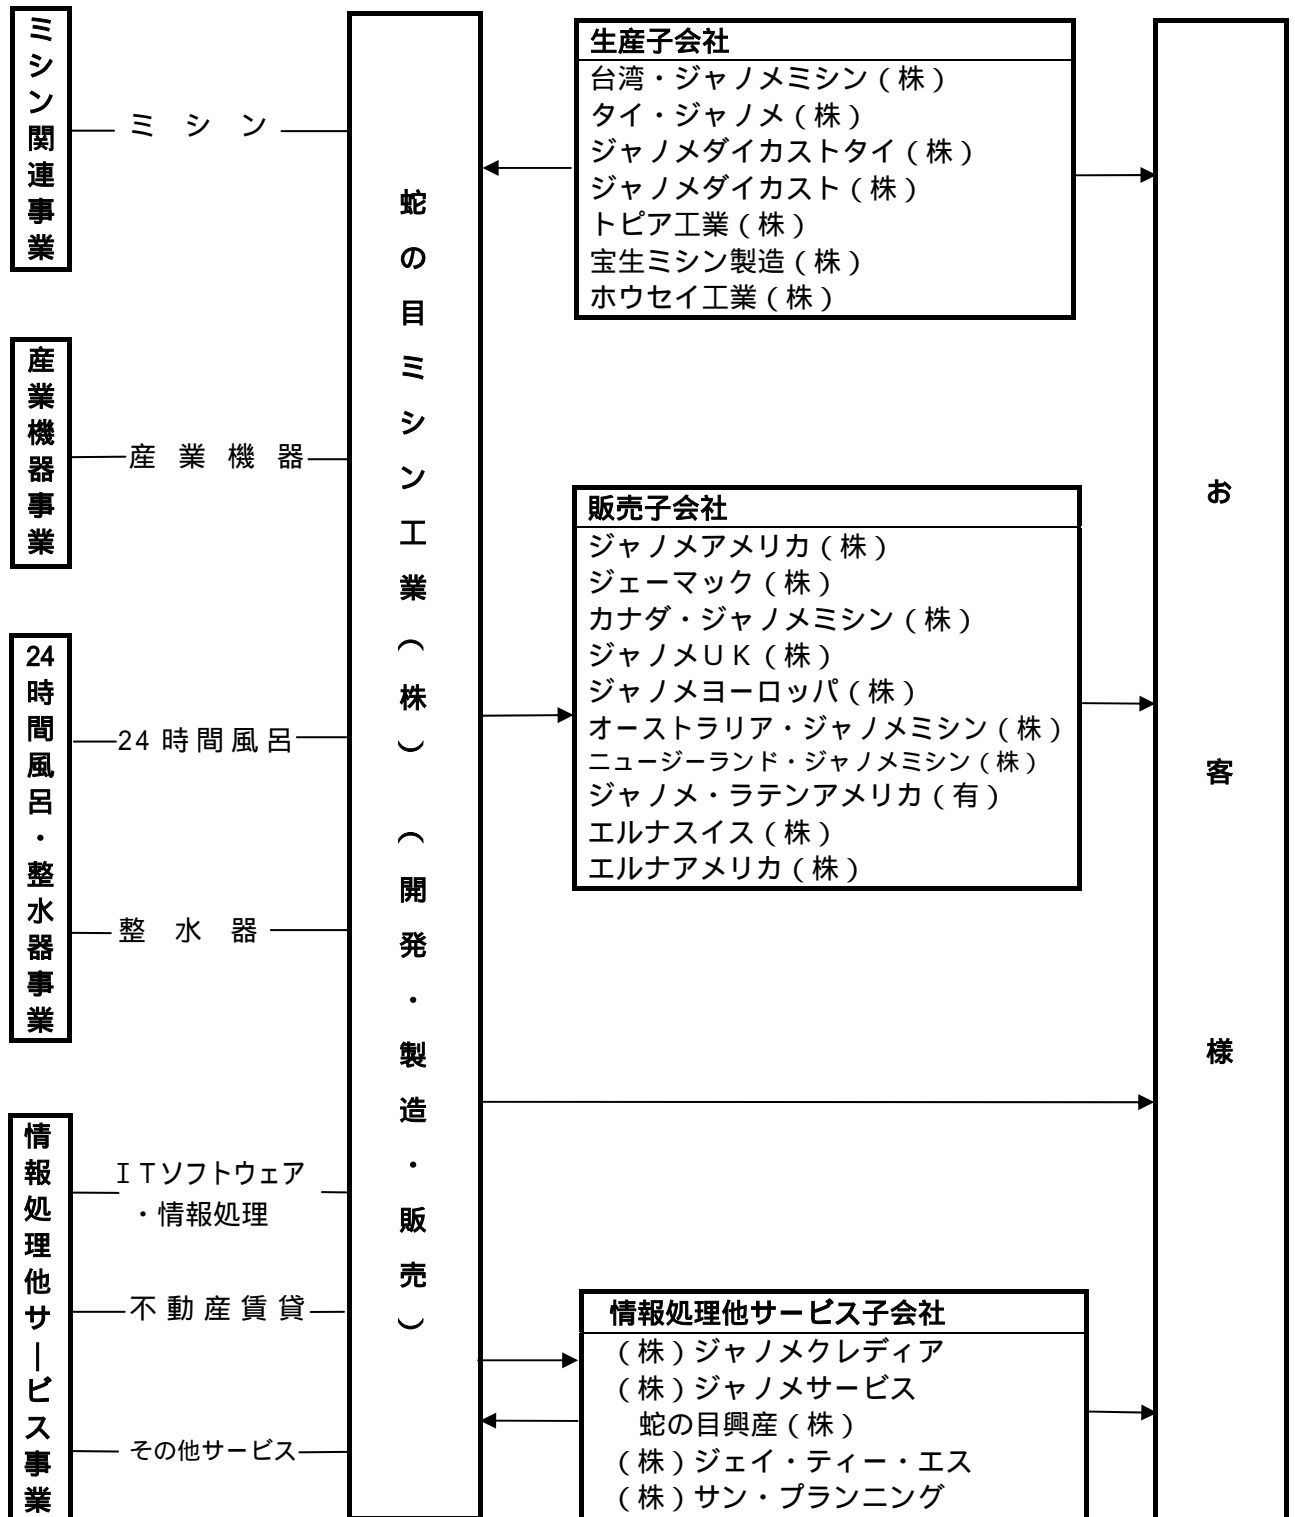 ミシン関連事業
ミシン
産業機器事業
産業機器
24時間風呂・整水器事業
24時間風呂
整水器
情報処理他サービス事業
ＩＴソフトウェア
・情報処理
不動産賃貸
その他サービス
蛇の目ミシン工業（株）（開発・製造・販売）
生産子会社
台湾・ジャノメミシン（株）
タイ・ジャノメ（株）
ジャノメダイカストタイ（株）
ジャノメダイカスト（株）
トピア工業（株）
宝生ミシン製造（株）
ホウセイ工業（株）
販売子会社
ジャノメアメリカ（株）
ジェーマック（株）
カナダ・ジャノメミシン（株）
ジャノメＵＫ（株）
ジャノメヨーロッパ（株）
オーストラリア・ジャノメミシン（株）
ニュージーランド・ジャノメミシン（株）
ジャノメ・ラテンアメリカ（有）
エルナスイス（株）
エルナアメリカ（株）
情報処理他サービス子会社
（株）ジャノメクレディア
（株）ジャノメサービス
蛇の目興産（株）
（株）ジェイ・ティー・エス
（株）サン・プランニング
お客様